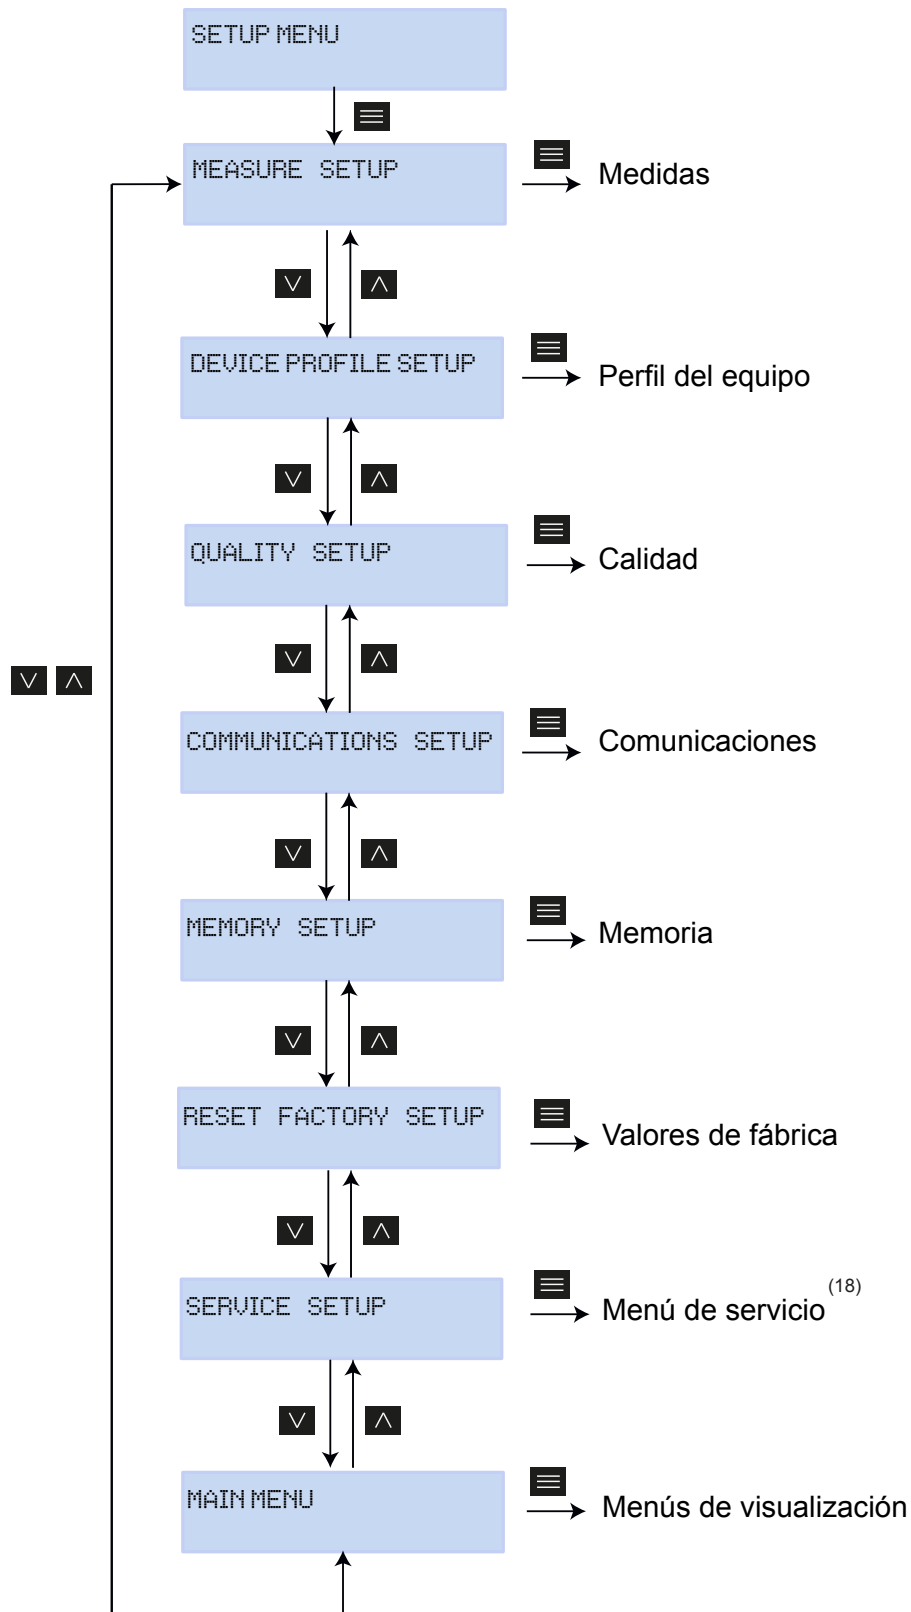 SETUP MENU
MEASURE SETUP
Medidas
DEVICE PROFILE SETUP
Perfil del equipo
QUALITY SETUP
Calidad
COMMUNICATIONS SETUP
Comunicaciones
MEMORY SETUP
Memoria
RESET FACTORY SETUP
Valores de fábrica
SERVICE SETUP
Menú de servicio (18)
MAIN MENU
Menús de visualización